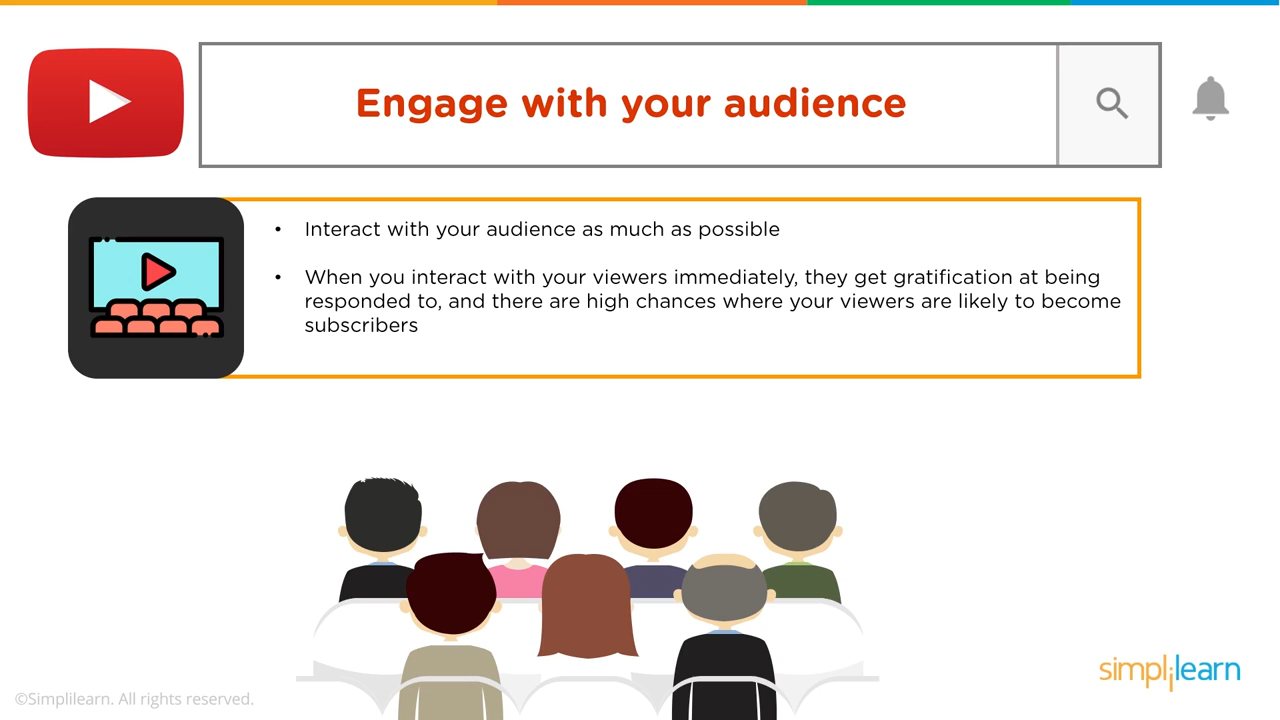 Engage with your audience
• Interact with your audience as much as possible
• When you interact with your viewers immediately, they get gratification at being
responded to, and there are high chances where your viewers are likely to become
subscribers
simplilearn
©Simplilearn. All rights reserved.